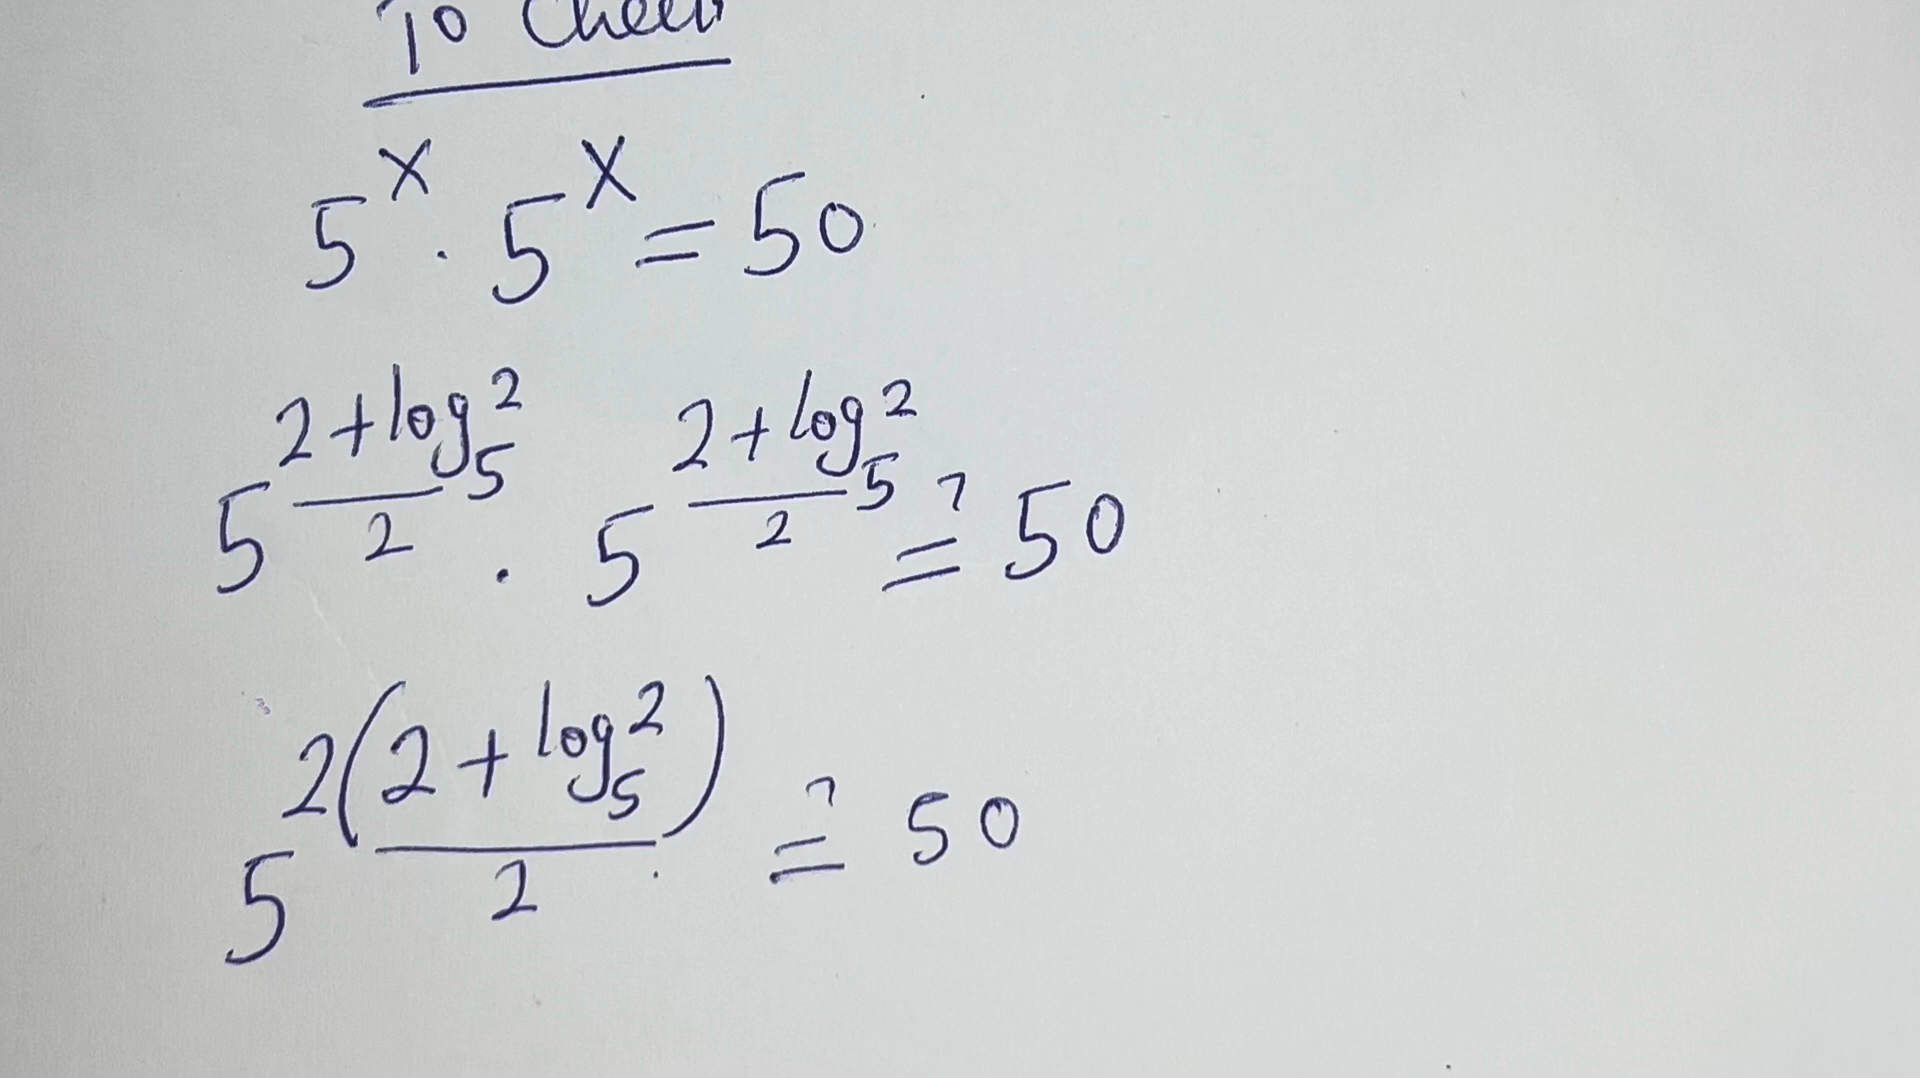 To Check
5^x . 5^x = 50
5^((2+log_5^2)/2) . 5^((2+log_5^2)/2) ?= 50
5^(2(2+log_5^2)/2) ?= 50